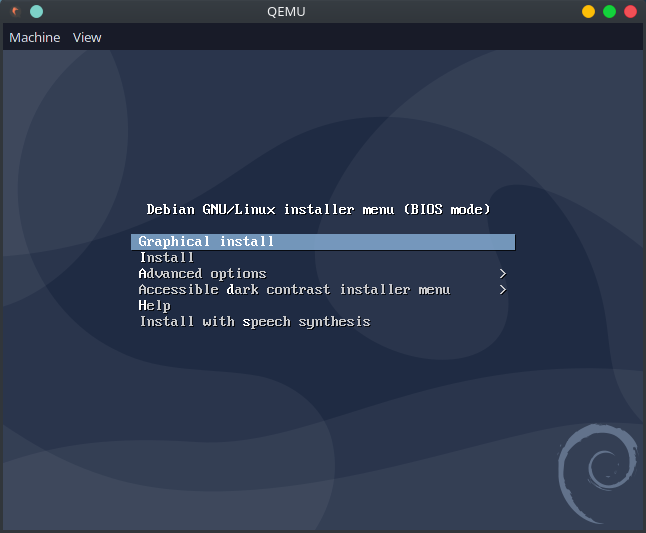 QEMU
Machine View
Debian GNU/Linux installer menu (BIOS mode)
Graphical install
Install
Advanced options >
Accessible dark contrast installer menu >
Help
Install with speech synthesis